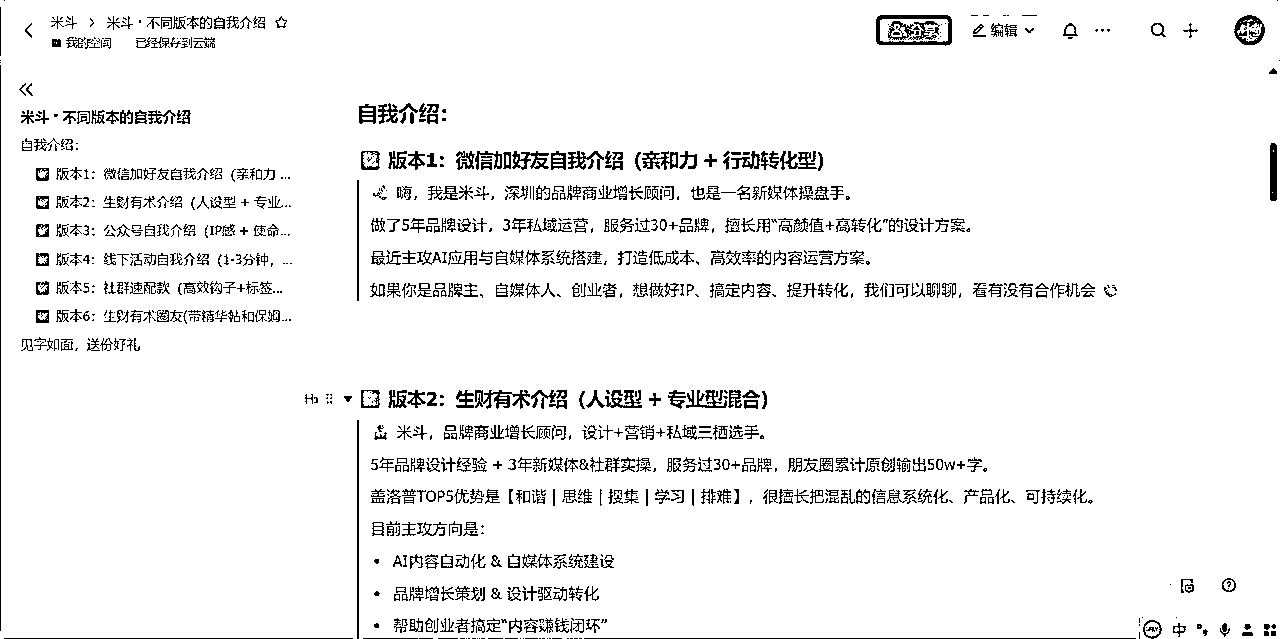 米斗 > 米斗·不同版本的自我介绍
我的空间 已经保存到云端
分享 编辑
米斗·不同版本的自我介绍
自我介绍：
版本1：微信加好友自我介绍（亲和力 ...
版本2：生财有术介绍（人设型 + 专业...
版本3：公众号自我介绍（IP感 + 使命...
版本4：线下活动自我介绍（1-3分钟，...
版本5：社群速配款（高效钩子+标签...
版本6：生财有术圈友(带精华帖和保姆...
见字如面，送份好礼
自我介绍：
版本1：微信加好友自我介绍（亲和力 + 行动转化型）
嗨，我是米斗，深圳的品牌商业增长顾问，也是一名新媒体操盘手。
做了5年品牌设计，3年私域运营，服务过30+品牌，擅长用“高颜值+高转化”的设计方案。
最近主攻AI应用与自媒体系统搭建，打造低成本、高效率的内容运营方案。
如果你是品牌主、自媒体人、创业者，想做好IP、搞定内容、提升转化，我们可以聊聊，看有没有合作机会
版本2：生财有术介绍（人设型 + 专业型混合）
米斗，品牌商业增长顾问，设计+营销+私域三栖选手。
5年品牌设计经验 + 3年新媒体&社群实操，服务过30+品牌，朋友圈累计原创输出50w+字。
盖洛普TOP5优势是【和谐 | 思维 | 搜集 | 学习 | 排难】，很擅长把混乱的信息系统化、产品化、可持续化。
目前主攻方向是：
• AI内容自动化 & 自媒体系统建设
• 品牌增长策划 & 设计驱动转化
• 帮助创业者搞定“内容赚钱闭环”
中